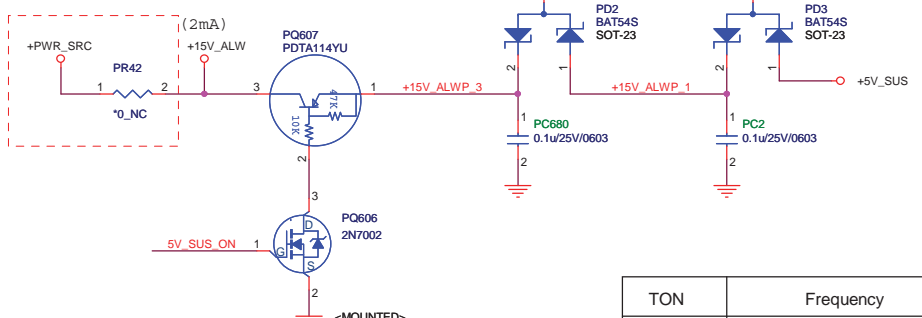 (2mA)
+PWR_SRC
+15V_ALW
PR42
1
2
*0_NC
PQ607
PDTA114YU
3
1
47K
10K
2
+15V_ALWP_3
PD2
BAT54S
SOT-23
2
1
+15V_ALWP_1
PD3
BAT54S
SOT-23
2
1
+5V_SUS
1
PC680
0.1u/25V/0603
2
1
PC2
0.1u/25V/0603
2
3
PQ606
2N7002
D
G
S
5V_SUS_ON
1
2
<MOUNTED>
TON
Frequency